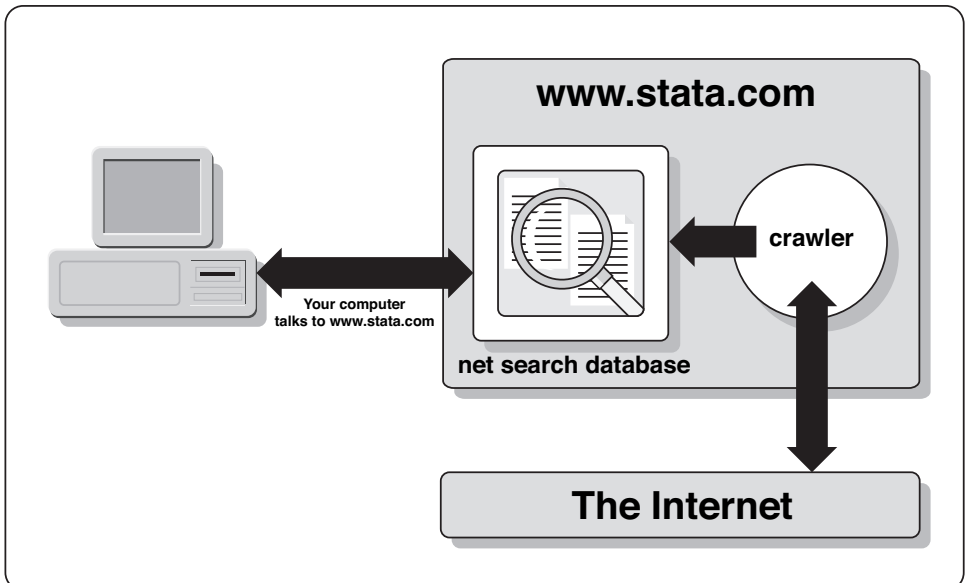 www.stata.com
crawler
Your computer
talks to www.stata.com
net search database
The Internet